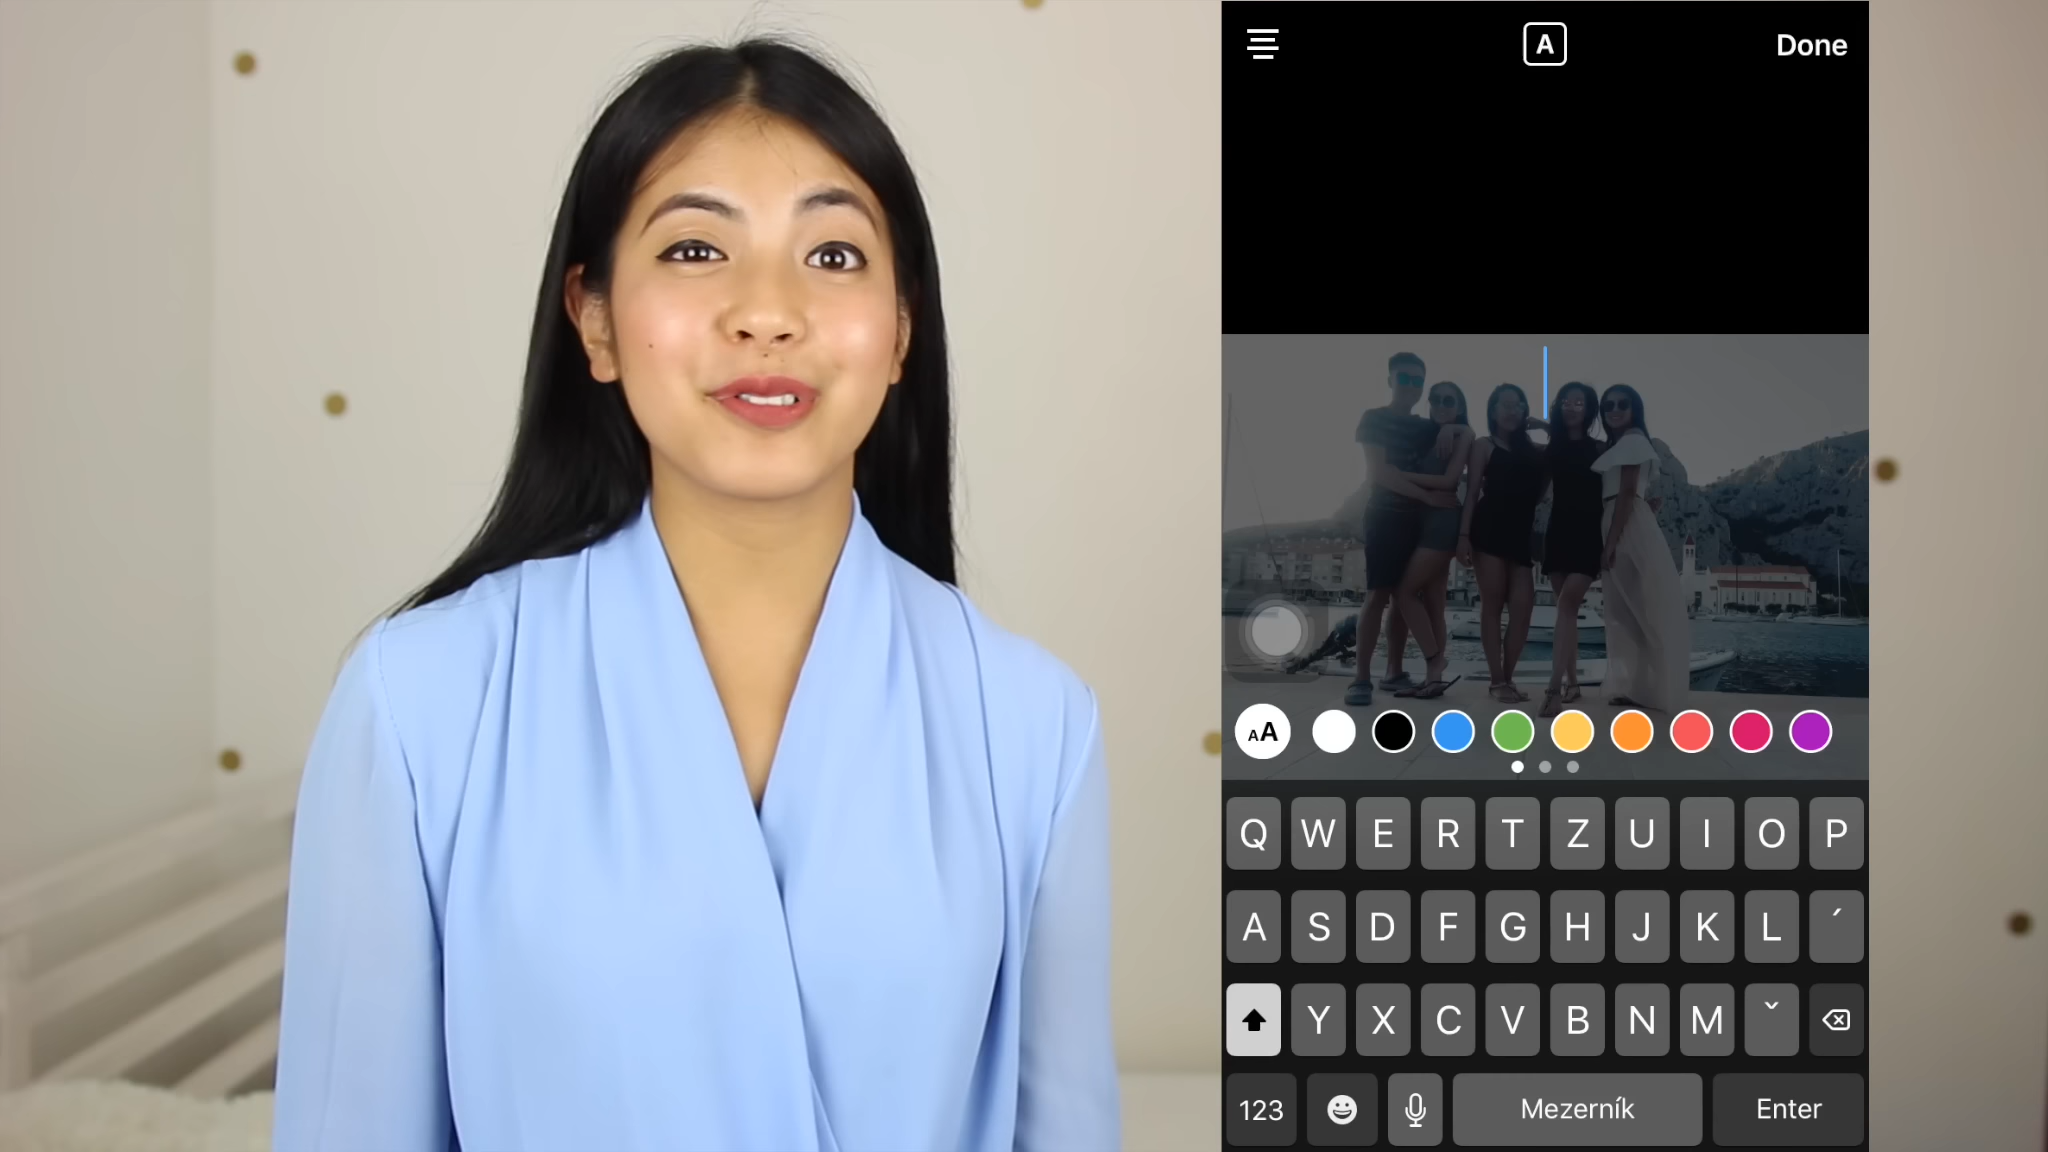 A Done
AA
Q W E R T Z U I O P
A S D F G H J K L ´
Y X C V B N M ˇ
123 Mezerník Enter